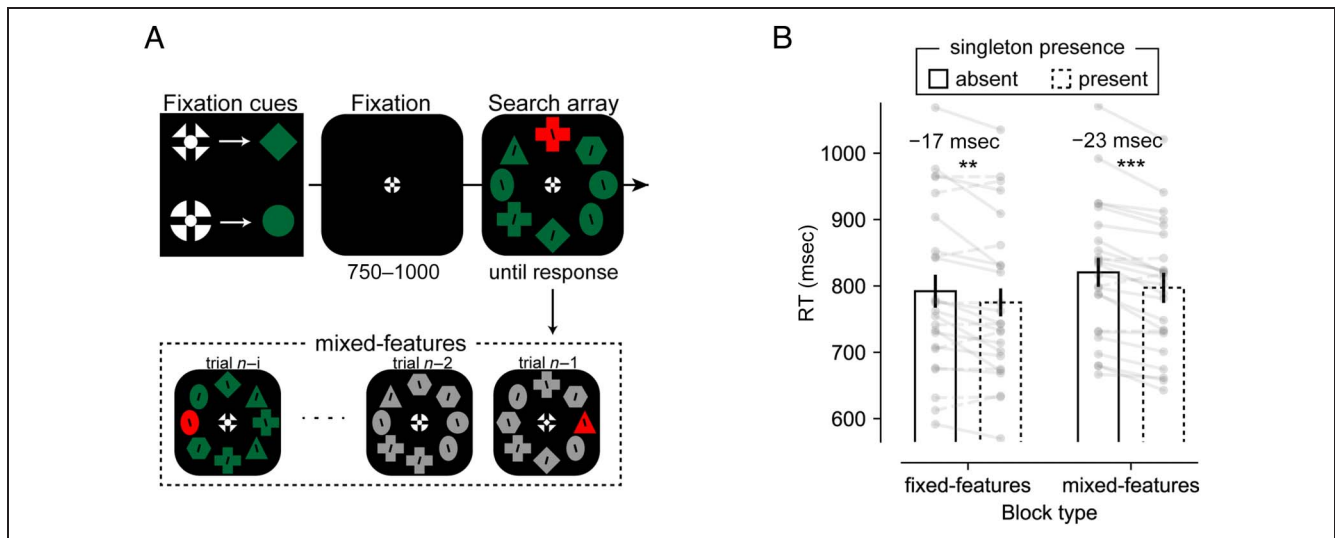 A
Fixation cues
Fixation
Search array
750–1000
until response
mixed-features
trial n–i
trial n–2
trial n–1
. . . .
B
singleton presence
absent
present
−17 msec
**
−23 msec
***
1000
900
800
700
600
RT (msec)
fixed-features
mixed-features
Block type